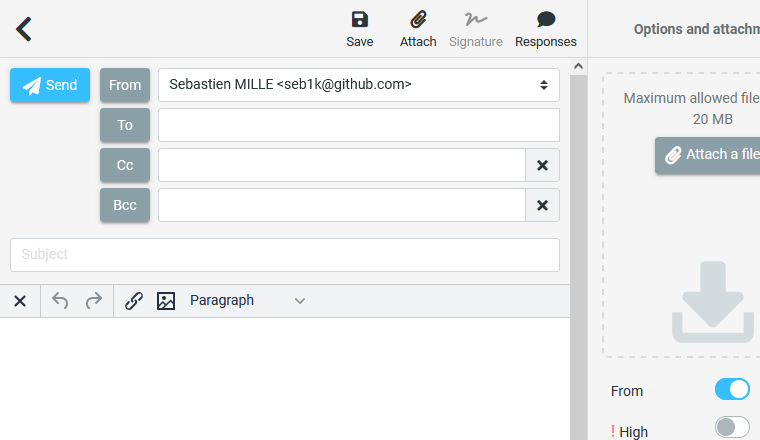 Save
Attach
Signature
Responses
Options and attachm
Send
From
Sebastien MILLE <seb1k@github.com>
To
Cc
Bcc
Subject
Paragraph
Maximum allowed file
20 MB
Attach a file
From
! High